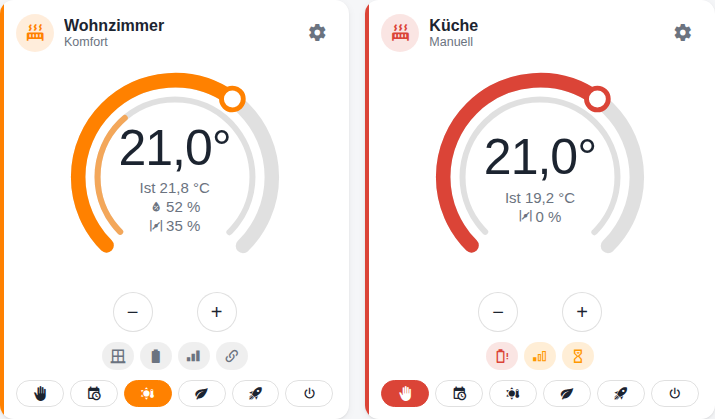 Wohnzimmer
Komfort
21,0°
Ist 21,8 °C
52 %
35 %
− +
Küche
Manuell
21,0°
Ist 19,2 °C
0 %
− +
!